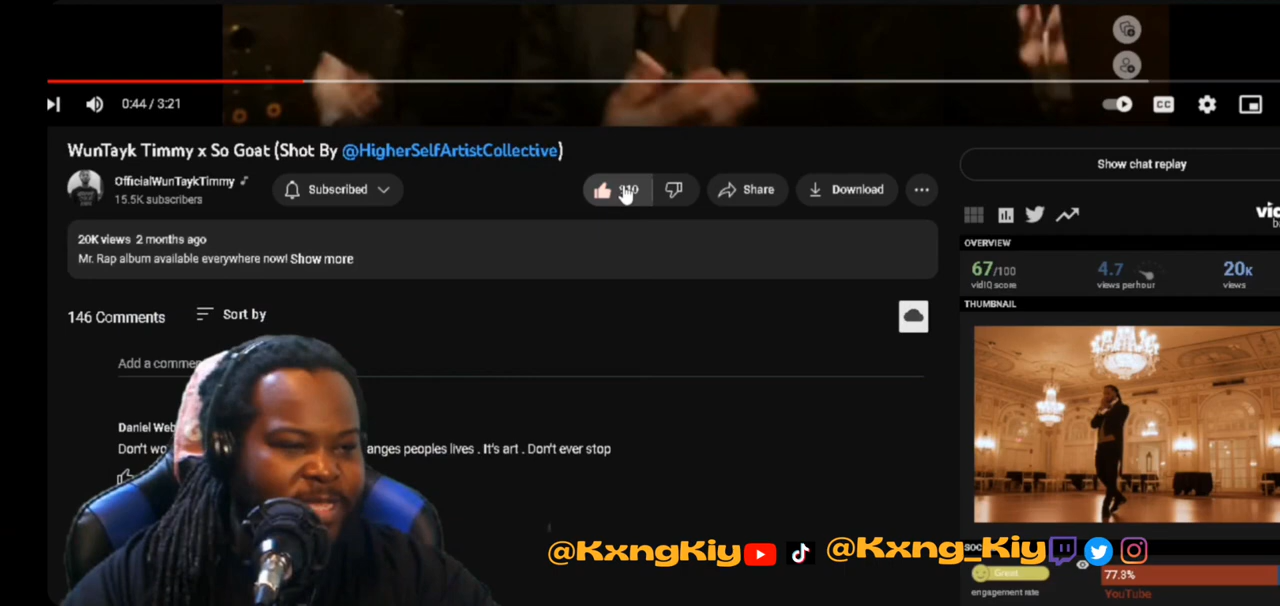 0:44 / 3:21
CC
WunTayk Timmy x So Goat (Shot By @HigherSelfArtistCollective)
OfficialWunTaykTimmy
15.5K subscribers
Subscribed
Share
Download
Show chat replay
20K views 2 months ago
Mr. Rap album available everywhere now! Show more
146 Comments
Sort by
Add a comme
Daniel Web
Don't wo anges peoples lives . It's art . Don't ever stop
OVERVIEW
67/100
vidIQ score
4.7
views per hour
20K
views
THUMBNAIL
@KxngKiy
@Kxng_Kiy
Great
engagement rate
77.3%
YouTube